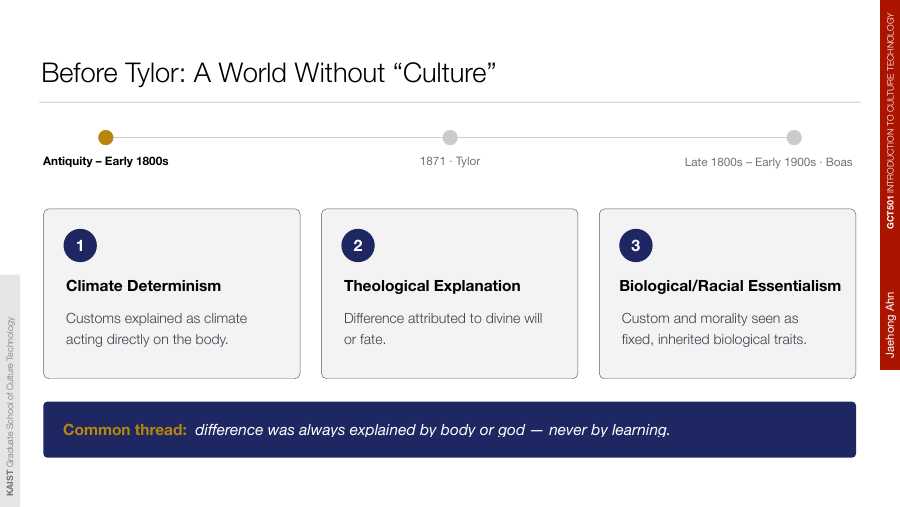 Before Tylor: A World Without “Culture”
Antiquity – Early 1800s
1871 · Tylor
Late 1800s – Early 1900s · Boas
1
Climate Determinism
Customs explained as climate
acting directly on the body.
2
Theological Explanation
Difference attributed to divine will
or fate.
3
Biological/Racial Essentialism
Custom and morality seen as
fixed, inherited biological traits.
Common thread: difference was always explained by body or god — never by learning.
GCT501 INTRODUCTION TO CULTURE TECHNOLOGY
Jaehong Ahn
KAIST Graduate School of Culture Technology